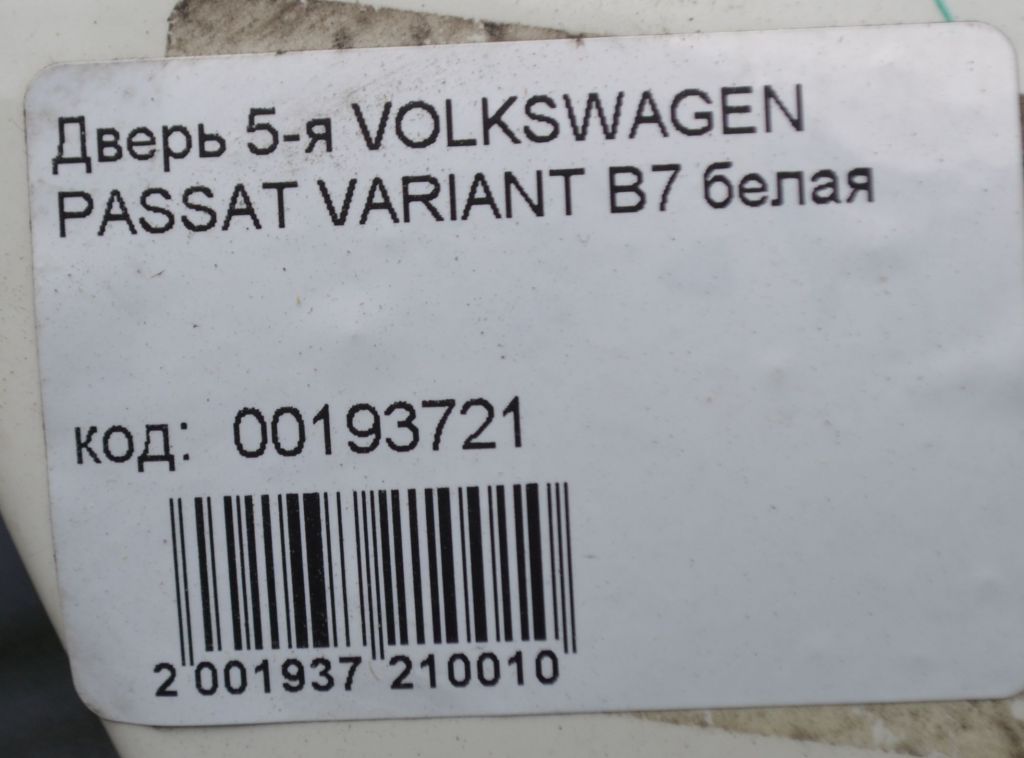 Дверь 5-я VOLKSWAGEN
PASSAT VARIANT B7 белая
код: 00193721
2 001937 210010